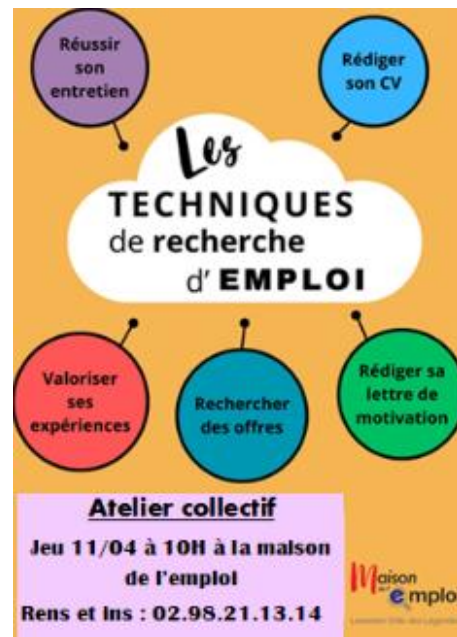 Réussir
son
entretien
Rédiger
son CV
Les
TECHNIQUES
de recherche
d' EMPLOI
Valoriser
ses
expériences
Rechercher
des offres
Rédiger sa
lettre de
motivation
Atelier collectif
Jeu 11/04 à 10H à la maison
de l'emploi
Rens et Ins : 02.98.21.13.14
Maison
emploi